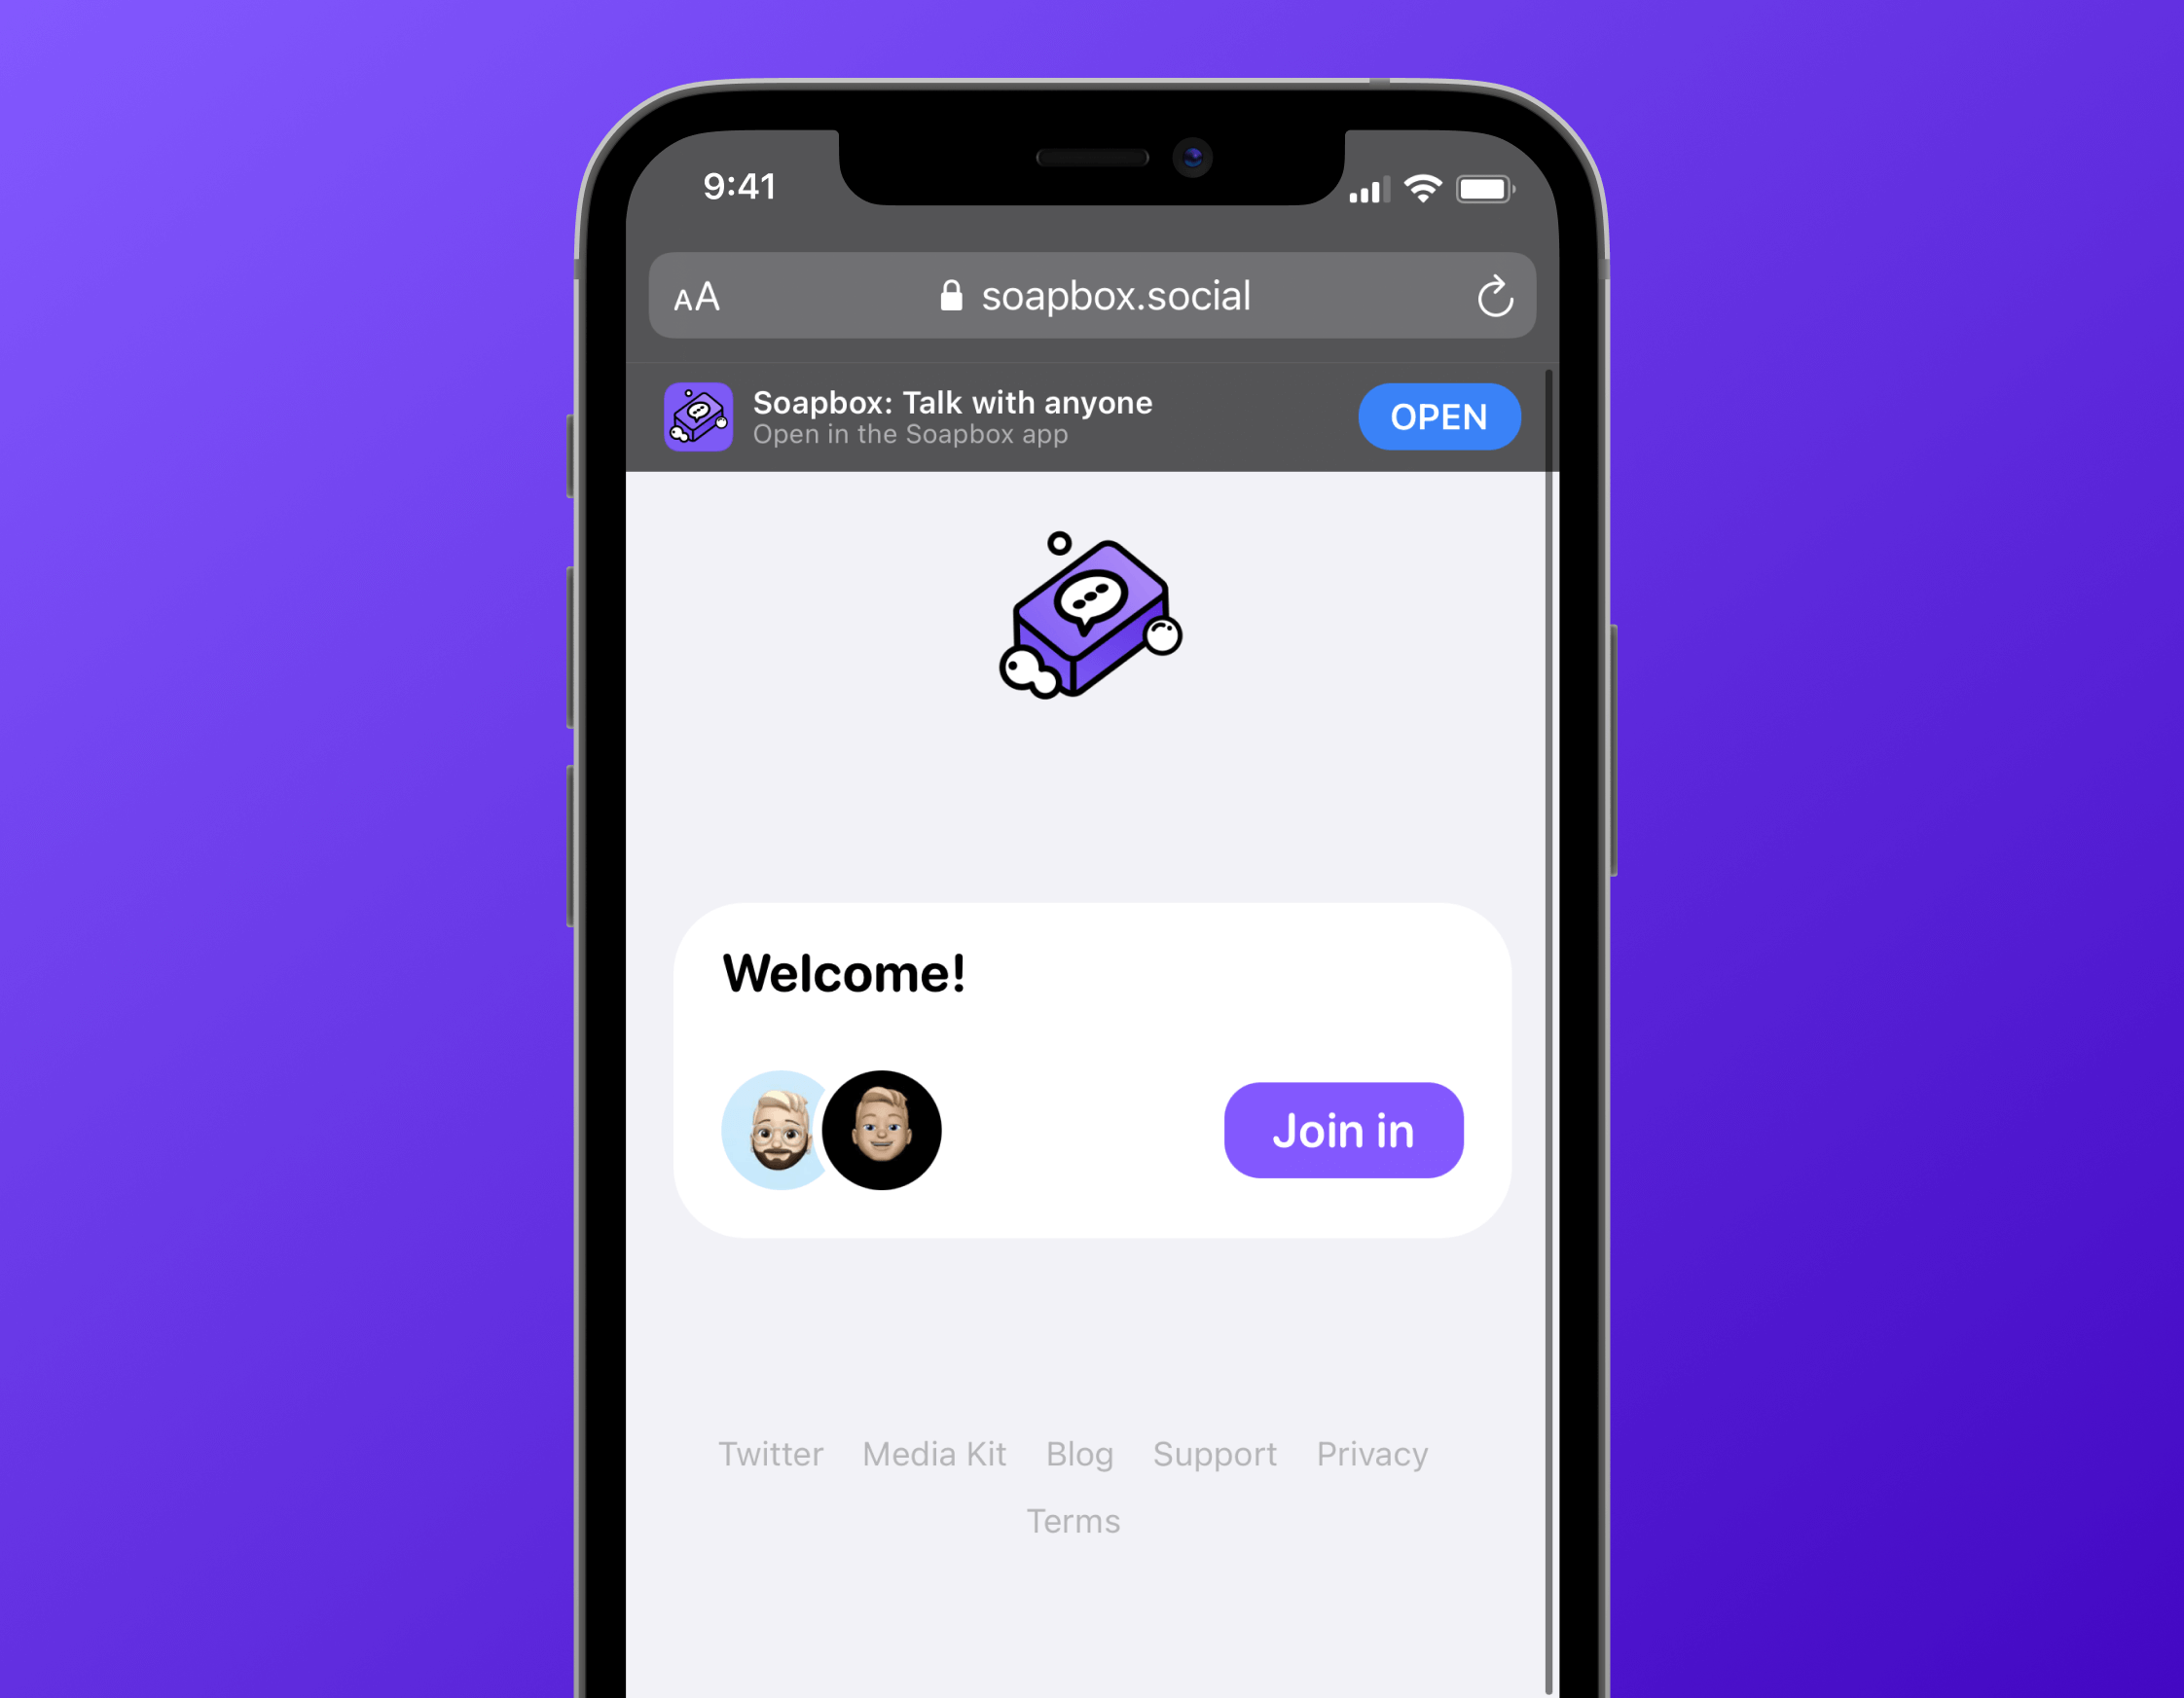 9:41
AA soapbox.social
Soapbox: Talk with anyone
Open in the Soapbox app
OPEN
Welcome!
Join in
Twitter Media Kit Blog Support Privacy
Terms